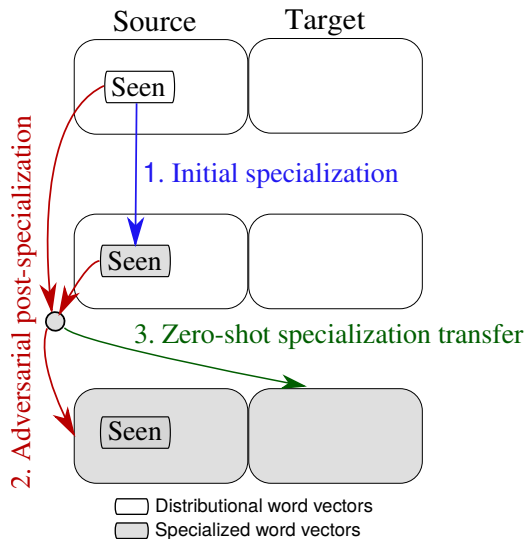 Source Target
Seen
1. Initial specialization
Seen
2. Adversarial post-specialization
3. Zero-shot specialization transfer
Seen
Distributional word vectors
Specialized word vectors